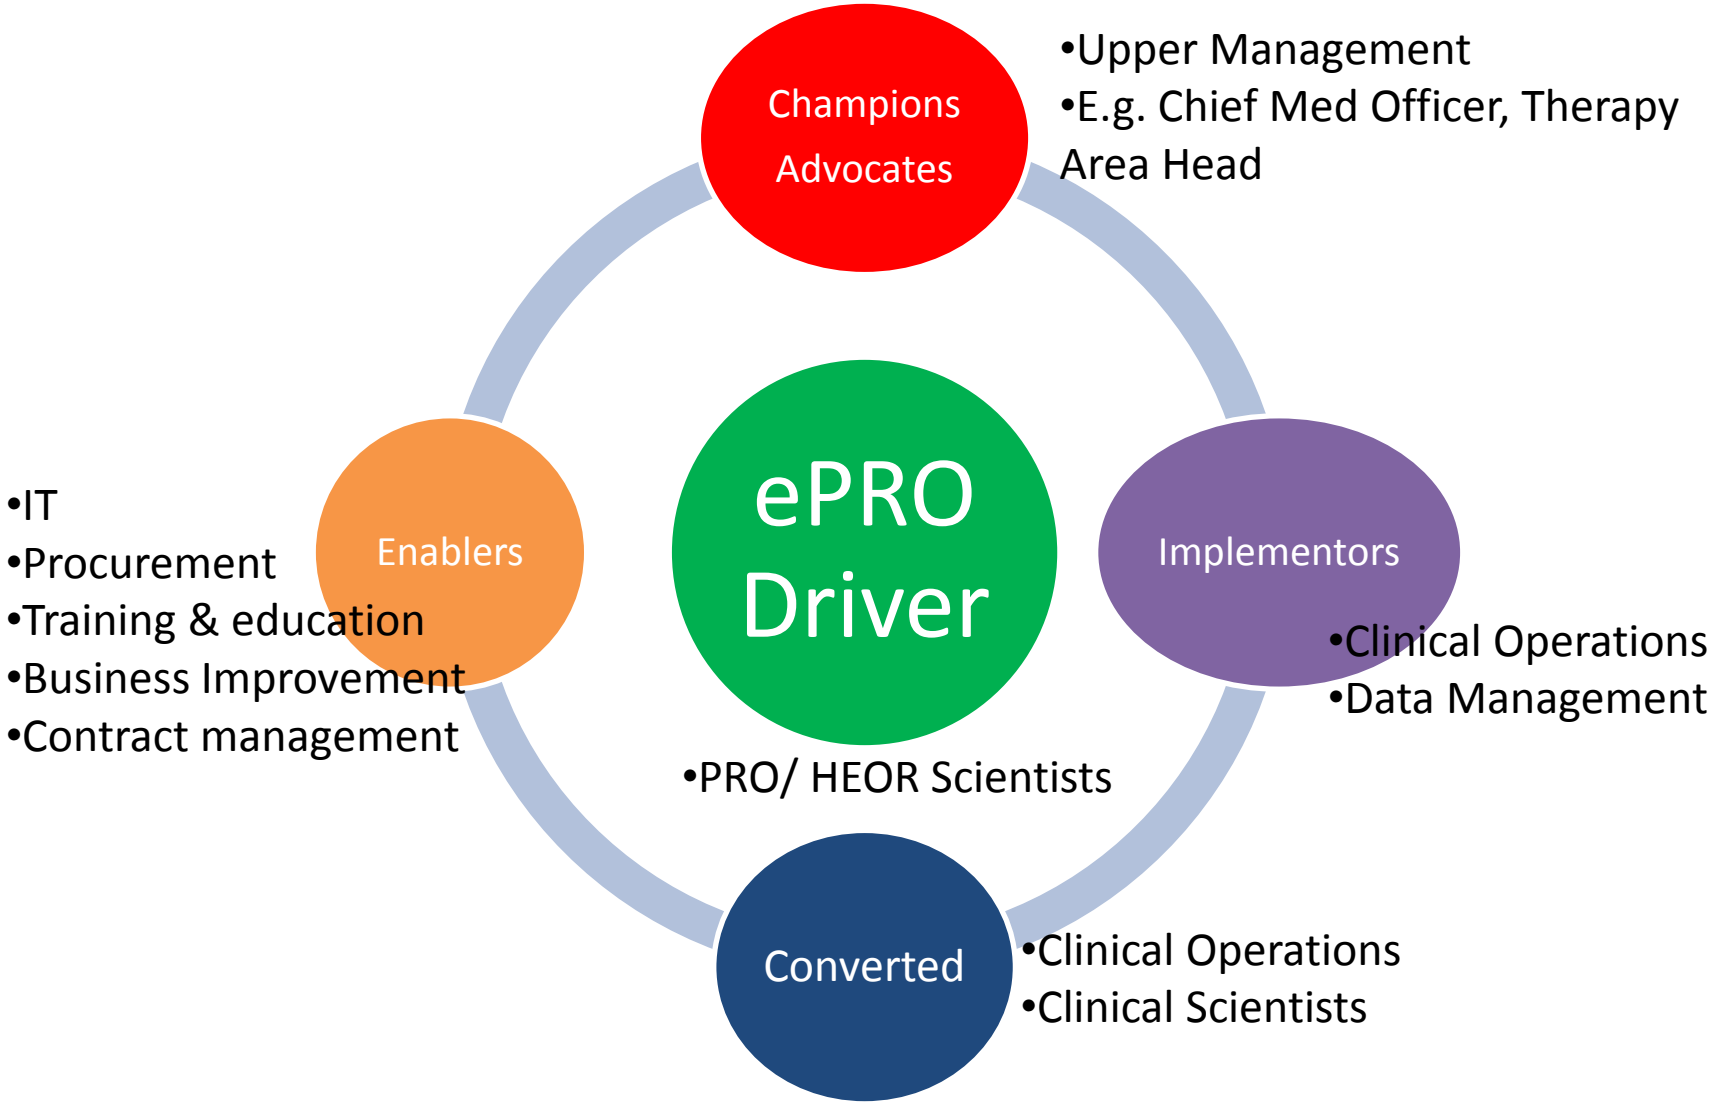 Champions
Advocates
•Upper Management
•E.g. Chief Med Officer, Therapy
Area Head
•IT
•Procurement
•Training & education
•Business Improvement
•Contract management
Enablers
ePRO
Driver
•PRO/ HEOR Scientists
Implementors
•Clinical Operations
•Data Management
Converted
•Clinical Operations
•Clinical Scientists